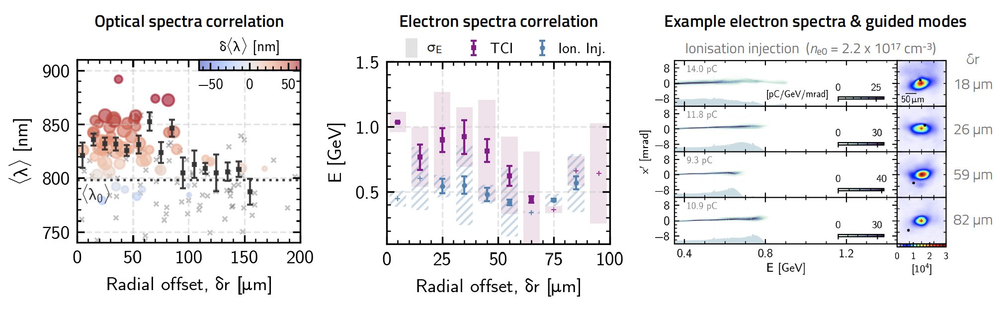 Optical spectra correlation
δ⟨λ⟩ [nm]
−50 0 50
900
850
800
750
⟨λ⟩ [nm]
⟨λ0⟩
0 50 100 150 200
Radial offset, δr [μm]
Electron spectra correlation
σE TCI Ion. Inj.
1.5
1.0
0.5
E [GeV]
0 25 50 75 100
Radial offset, δr [μm]
Example electron spectra & guided modes
Ionisation injection (ne0 = 2.2 x 10¹⁷ cm⁻³)
δr
8
0
−8
14.0 pC
[pC/GeV/mrad]
0 25
50 μm
18 μm
8
0
−8
11.8 pC
0 30
26 μm
8
0
−8
9.3 pC
0 40
59 μm
8
0
−8
10.9 pC
0 30
82 μm
x′ [mrad]
0.4 0.8 1.2
E [GeV]
0 1 2 3
[10⁴]